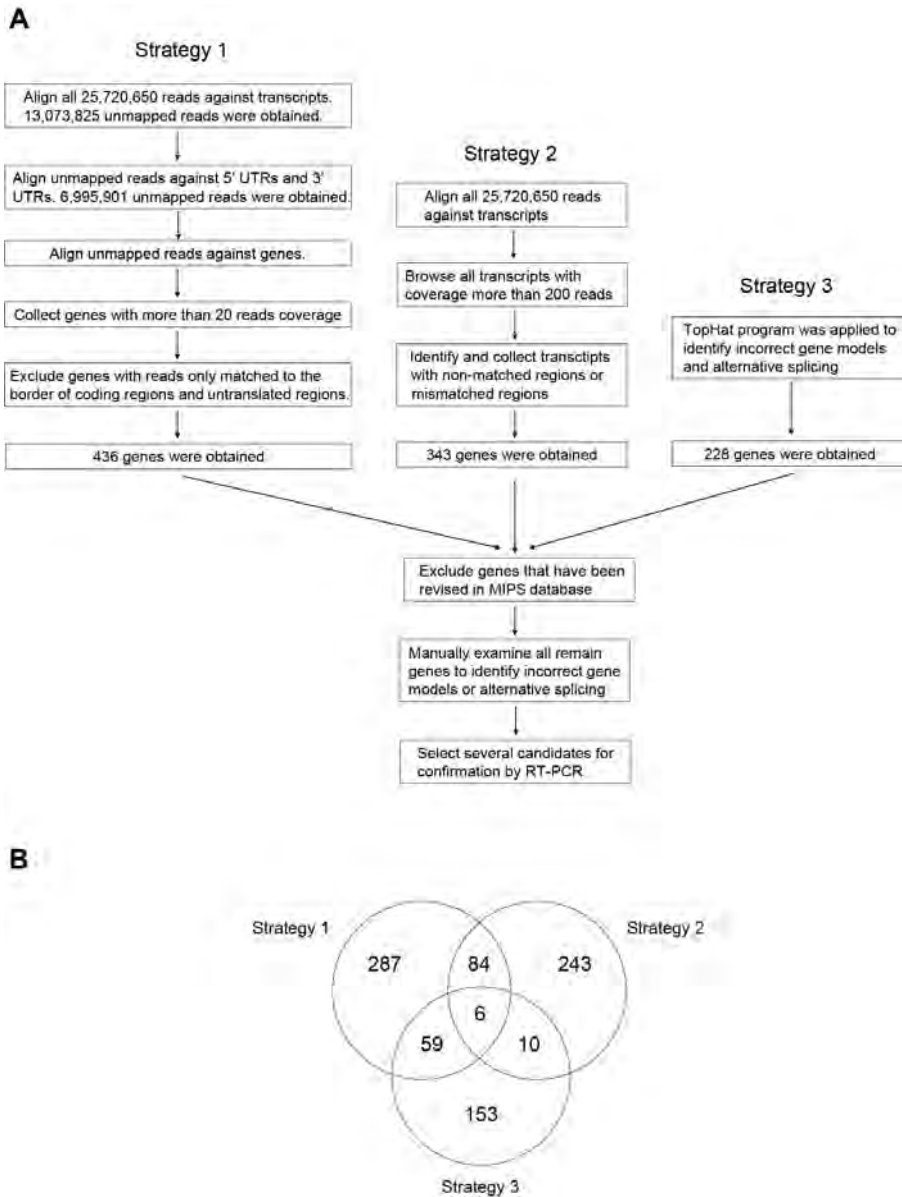 A
Strategy 1
Align all 25,720,650 reads against transcripts.
13,073,825 unmapped reads were obtained.
Align unmapped reads against 5' UTRs and 3'
UTRs. 6,995,901 unmapped reads were obtained.
Align unmapped reads against genes.
Collect genes with more than 20 reads coverage
Exclude genes with reads only matched to the
border of coding regions and untranslated regions.
436 genes were obtained
Strategy 2
Align all 25,720,650 reads
against transcripts
Browse all transcripts with
coverage more than 200 reads
Identify and collect transctipts
with non-matched regions or
mismatched regions
343 genes were obtained
Strategy 3
TopHat program was applied to
identify incorrect gene models
and alternative splicing
228 genes were obtained
Exclude genes that have been
revised in MIPS database
Manually examine all remain
genes to identify incorrect gene
models or alternative splicing
Select several candidates for
confirmation by RT-PCR
B
Strategy 1
Strategy 2
287
84
243
6
59
10
153
Strategy 3